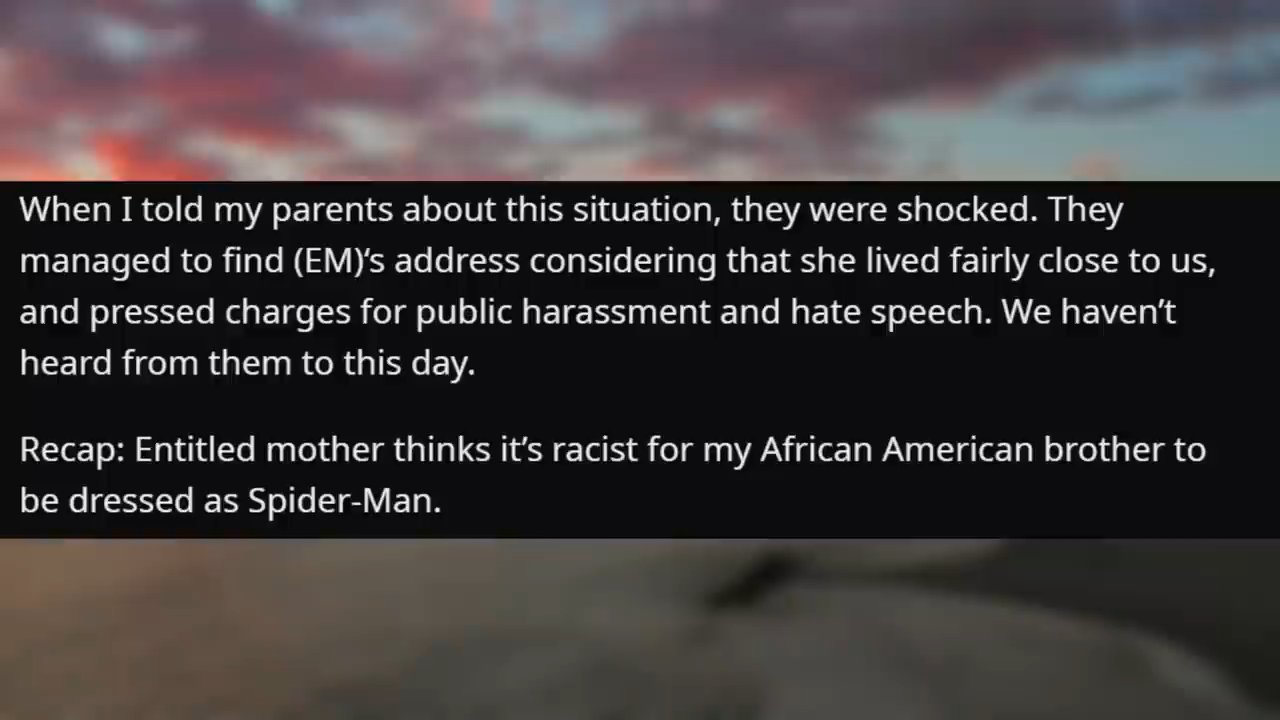 When I told my parents about this situation, they were shocked. They
managed to find (EM)’s address considering that she lived fairly close to us,
and pressed charges for public harassment and hate speech. We haven’t
heard from them to this day.
Recap: Entitled mother thinks it’s racist for my African American brother to
be dressed as Spider-Man.